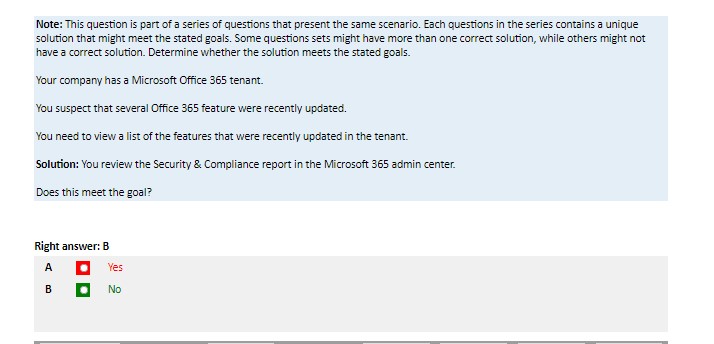 Note: This question is part of a series of questions that present the same scenario. Each questions in the series contains a unique
solution that might meet the stated goals. Some questions sets might have more than one correct solution, while others might not
have a correct solution. Determine whether the solution meets the stated goals.
Your company has a Microsoft Office 365 tenant.
You suspect that several Office 365 feature were recently updated.
You need to view a list of the features that were recently updated in the tenant.
Solution: You review the Security & Compliance report in the Microsoft 365 admin center.
Does this meet the goal?
Right answer: B
A Yes
B No